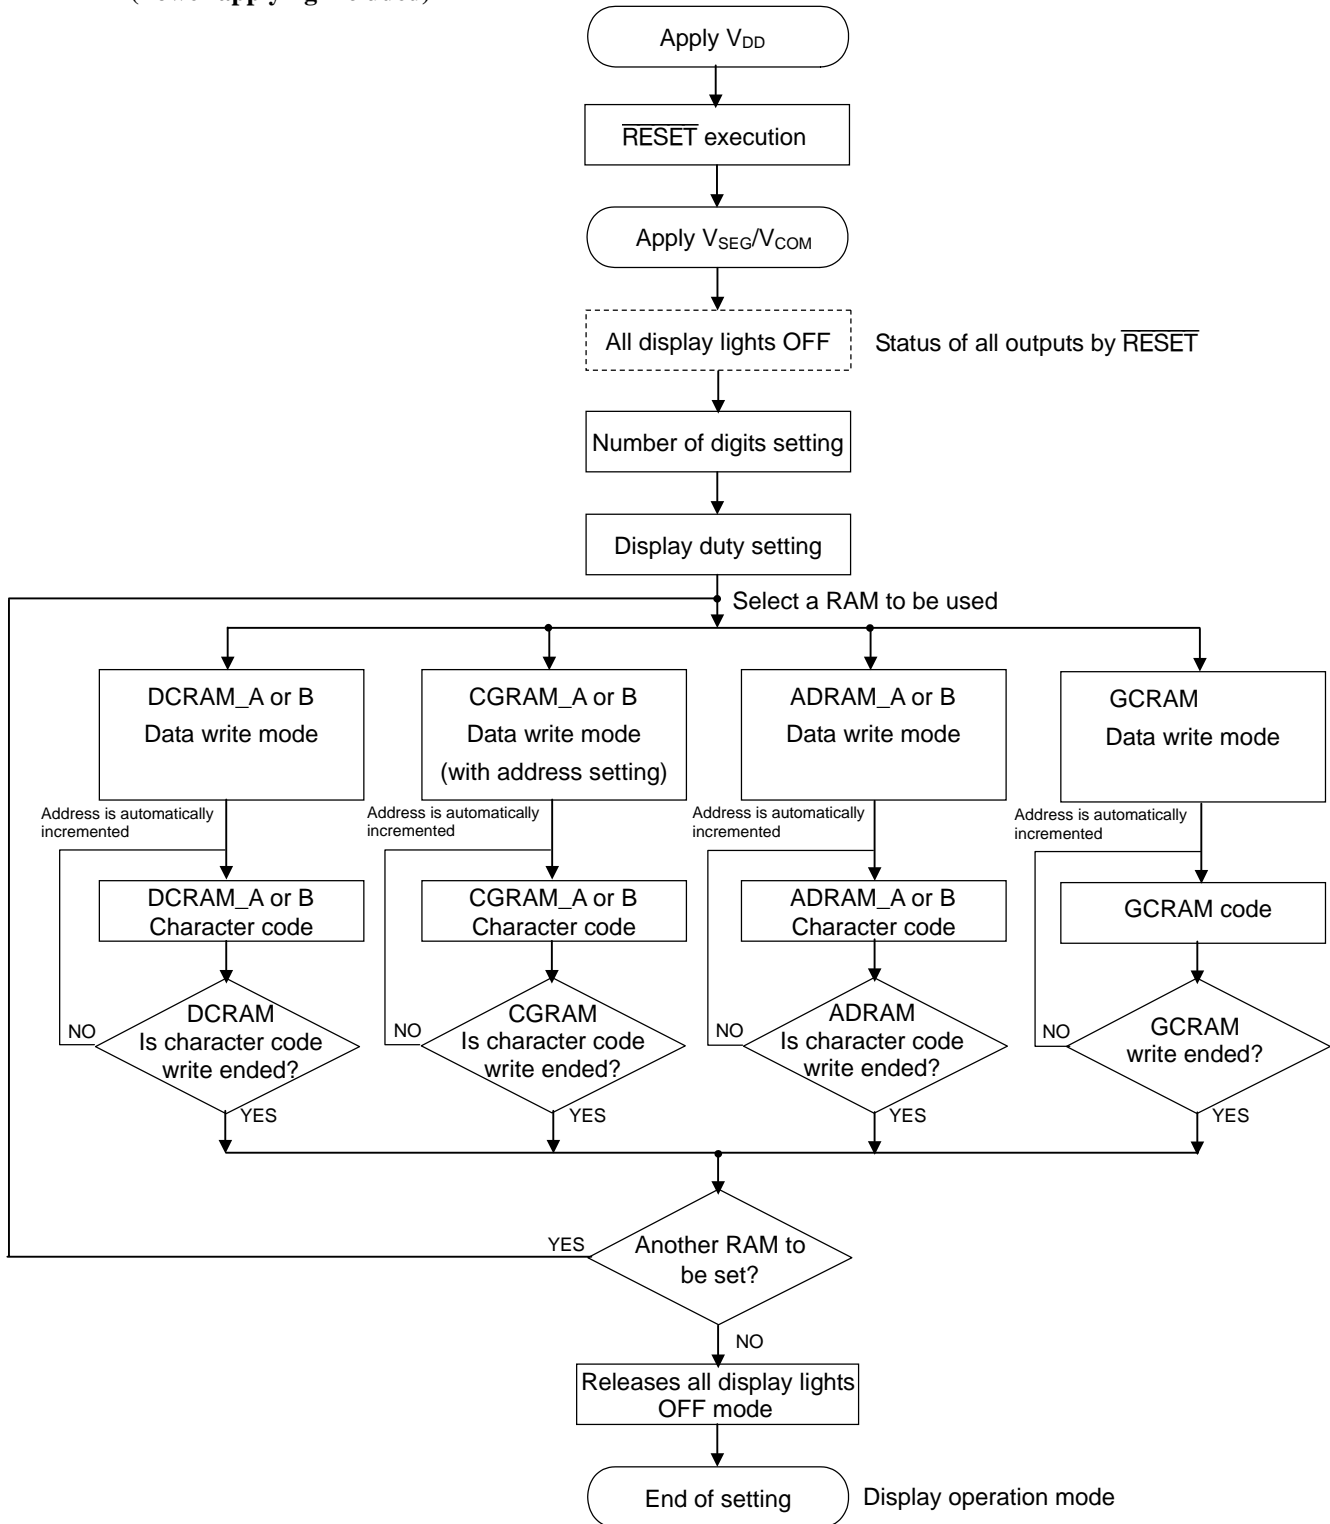 Apply VDD
RESET execution
Apply VSEG/VCOM
All display lights OFF
Status of all outputs by RESET
Number of digits setting
Display duty setting
Select a RAM to be used
DCRAM_A or B
Data write mode
CGRAM_A or B
Data write mode
(with address setting)
ADRAM_A or B
Data write mode
GCRAM
Data write mode
Address is automatically
incremented
Address is automatically
incremented
Address is automatically
incremented
Address is automatically
incremented
DCRAM_A or B
Character code
CGRAM_A or B
Character code
ADRAM_A or B
Character code
GCRAM code
NO
DCRAM
Is character code
write ended?
YES
NO
CGRAM
Is character code
write ended?
YES
NO
ADRAM
Is character code
write ended?
YES
NO
GCRAM
write ended?
YES
YES
Another RAM to
be set?
NO
Releases all display lights
OFF mode
End of setting
Display operation mode